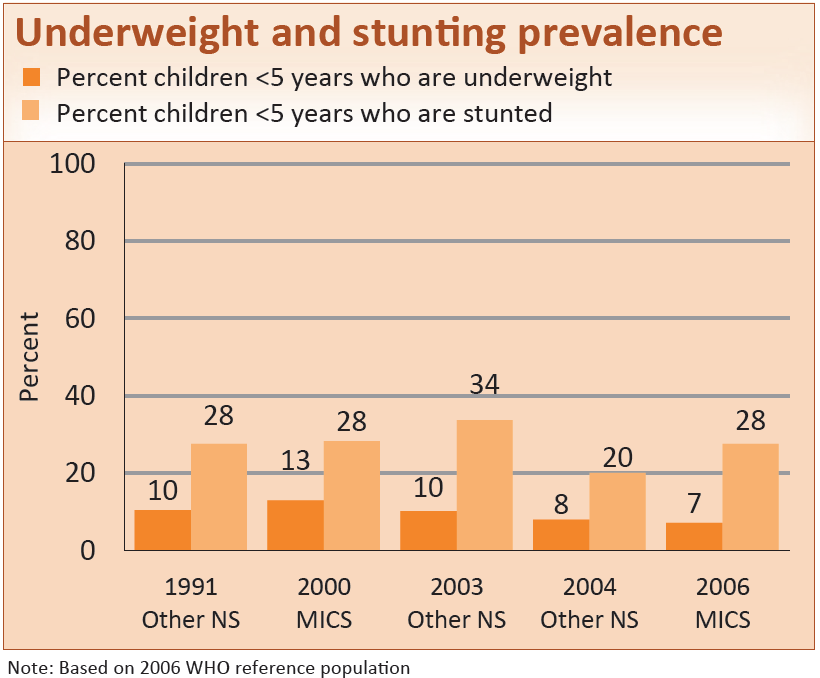 Underweight and stunting prevalence
Percent children <5 years who are underweight
Percent children <5 years who are stunted
Percent
100
80
60
40
20
0
10
28
13
28
10
34
8
20
7
28
1991
2000
2003
2004
2006
Other NS
MICS
Other NS
Other NS
MICS
Note: Based on 2006 WHO reference population